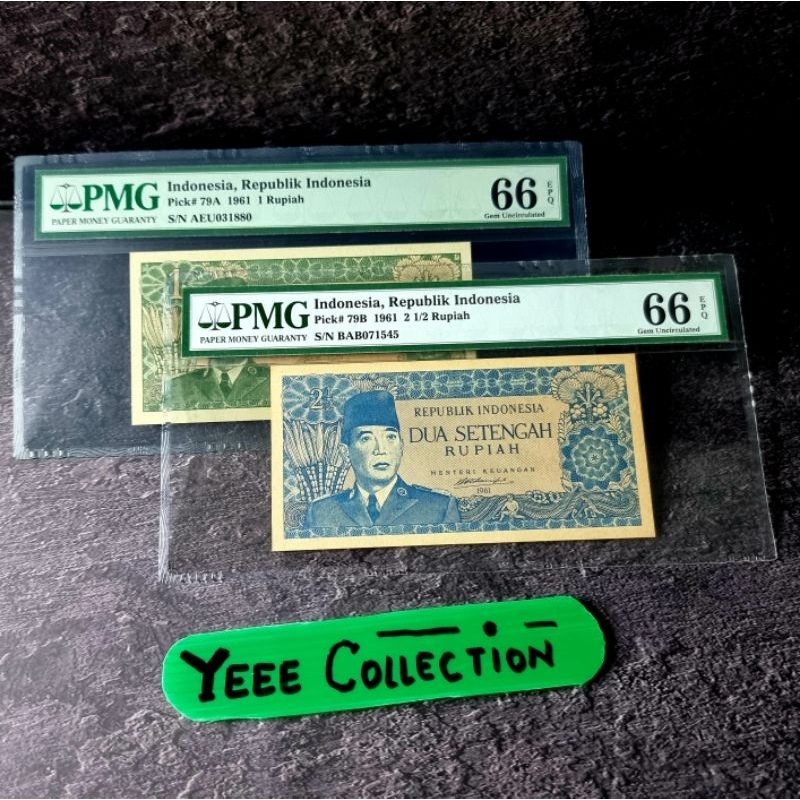 PMG
PAPER MONEY GUARANTY
Indonesia, Republik Indonesia
Pick# 79A 1961 1 Rupiah
S/N AEU031880
66 EPQ
Gem Uncirculated
PMG
PAPER MONEY GUARANTY
Indonesia, Republik Indonesia
Pick# 79B 1961 2 1/2 Rupiah
S/N BAB071545
66 EPQ
Gem Uncirculated
2½
REPUBLIK INDONESIA
DUA SETENGAH
RUPIAH
MENTERI KEUANGAN
1961
YEEE COLLECTION